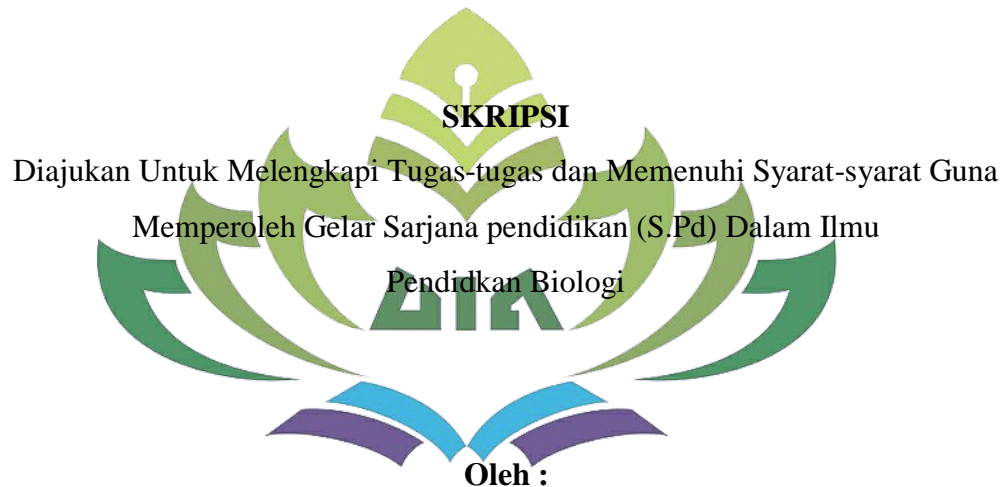 SKRIPSI
Diajukan Untuk Melengkapi Tugas-tugas dan Memenuhi Syarat-syarat Guna
Memperoleh Gelar Sarjana pendidikan (S.Pd) Dalam Ilmu
Pendidkan Biologi
Oleh :